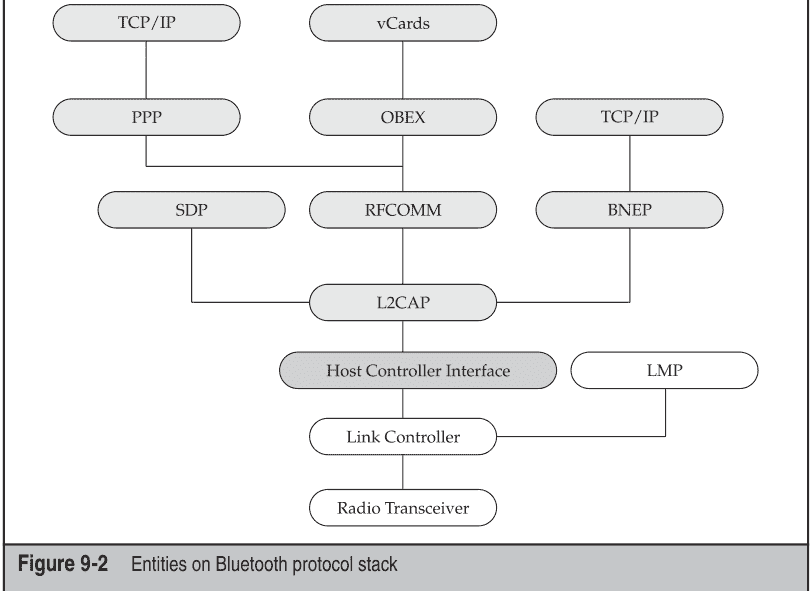 TCP/IP
vCards
PPP
OBEX
TCP/IP
SDP
RFCOMM
BNEP
L2CAP
Host Controller Interface
LMP
Link Controller
Radio Transceiver
Figure 9-2 Entities on Bluetooth protocol stack